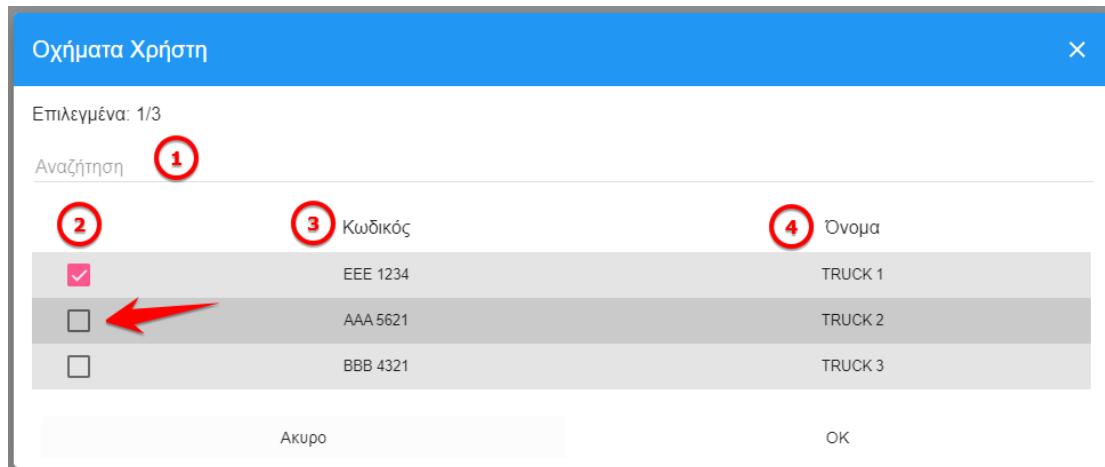 Οχήματα Χρήστη
Επιλεγμένα: 1/3
Αναζήτηση 1
2 3 Κωδικός 4 Όνομα
EEE 1234 TRUCK 1
AAA 5621 TRUCK 2
BBB 4321 TRUCK 3
Ακυρο OK